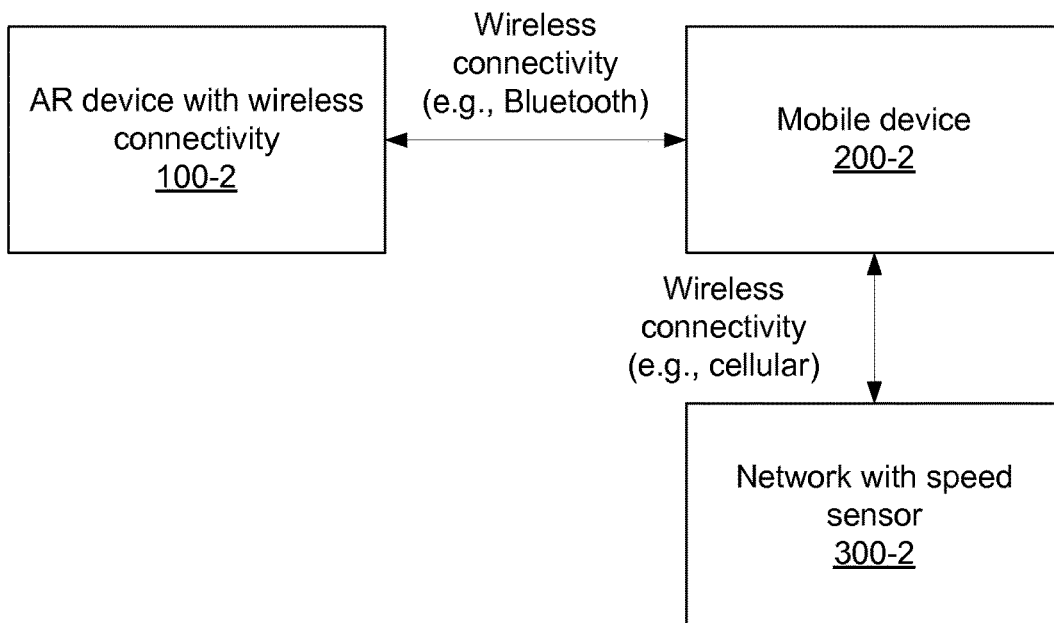 AR device with wireless
connectivity
100-2
Wireless
connectivity
(e.g., Bluetooth)
Mobile device
200-2
Wireless
connectivity
(e.g., cellular)
Network with speed
sensor
300-2